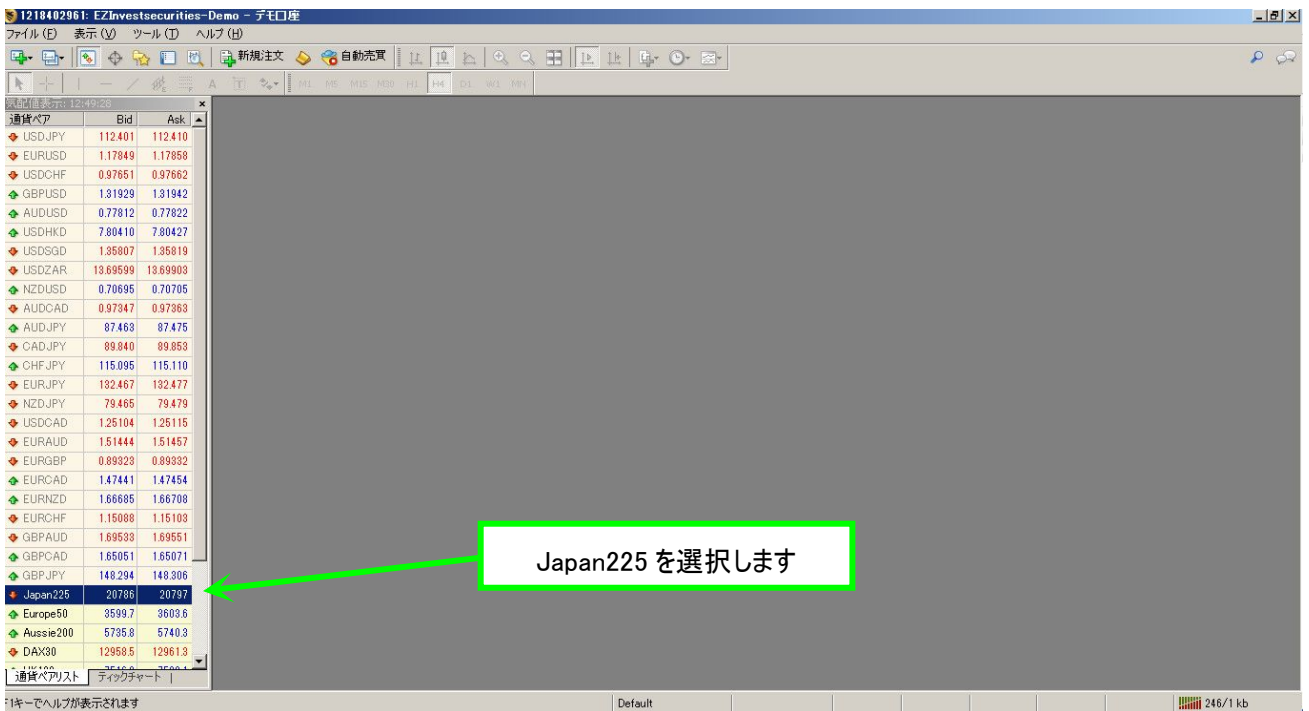 1218402961: EZInvestsecurities-Demo - デモ口座
ファイル (F) 表示 (V) ツール (T) ヘルプ (H)
新規注文 自動売買
A T M1 M5 M15 M30 H1 H4 D1 W1 MN
気配値表示: 12:49:28
通貨ペア Bid Ask
USDJPY 112.401 112.410
EURUSD 1.17849 1.17858
USDCHF 0.97651 0.97662
GBPUSD 1.31929 1.31942
AUDUSD 0.77812 0.77822
USDHKD 7.80410 7.80427
USDSGD 1.35807 1.35819
USDZAR 13.69599 13.69903
NZDUSD 0.70695 0.70705
AUDCAD 0.97347 0.97363
AUDJPY 87.463 87.475
CADJPY 89.840 89.853
CHFJPY 115.095 115.110
EURJPY 132.467 132.477
NZDJPY 79.465 79.479
USDCAD 1.25104 1.25115
EURAUD 1.51444 1.51457
EURGBP 0.89323 0.89332
EURCAD 1.47441 1.47454
EURNZD 1.66685 1.66708
EURCHF 1.15088 1.15103
GBPAUD 1.69533 1.69551
GBPCAD 1.65051 1.65071
GBPJPY 148.294 148.306
Japan225 20786 20797
Europe50 3599.7 3603.6
Aussie200 5735.8 5740.3
DAX30 12958.5 12961.3
Japan225 を選択します
通貨ペアリスト ティックチャート
F1キーでヘルプが表示されます Default 246/1 kb